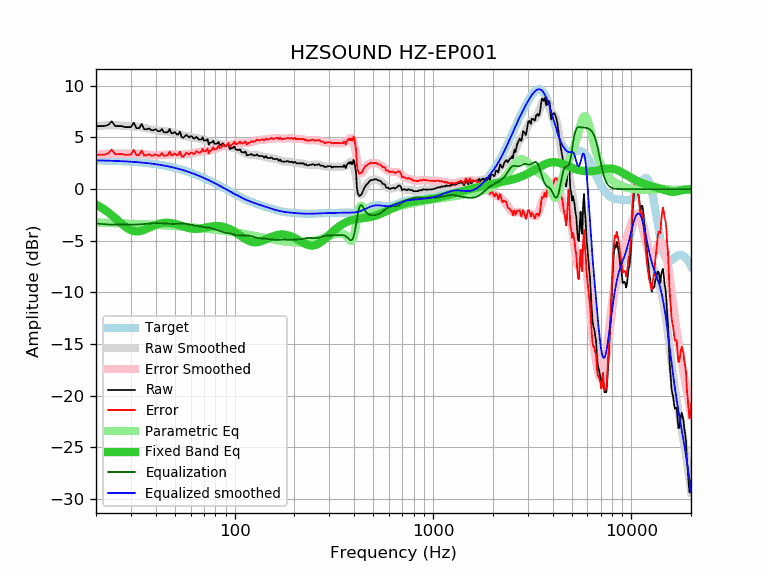 HZSOUND HZ-EP001
Amplitude (dBr)
10
5
0
−5
−10
−15
−20
−25
−30
Target
Raw Smoothed
Error Smoothed
Raw
Error
Parametric Eq
Fixed Band Eq
Equalization
Equalized smoothed
100
1000
10000
Frequency (Hz)